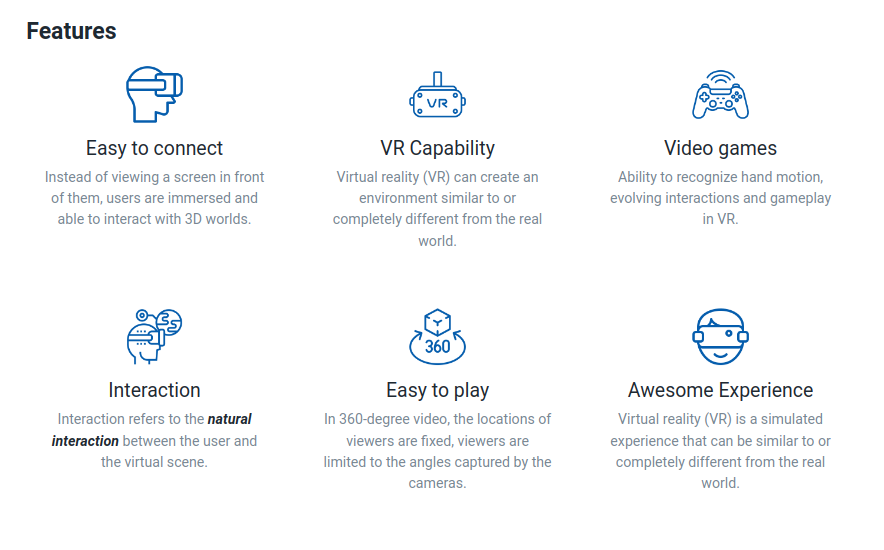 Features
VR
Easy to connect
Instead of viewing a screen in front
of them, users are immersed and
able to interact with 3D worlds.
VR Capability
Virtual reality (VR) can create an
environment similar to or
completely different from the real
world.
Video games
Ability to recognize hand motion,
evolving interactions and gameplay
in VR.
360
Interaction
Interaction refers to the natural
interaction between the user and
the virtual scene.
Easy to play
In 360-degree video, the locations of
viewers are fixed, viewers are
limited to the angles captured by the
cameras.
Awesome Experience
Virtual reality (VR) is a simulated
experience that can be similar to or
completely different from the real
world.